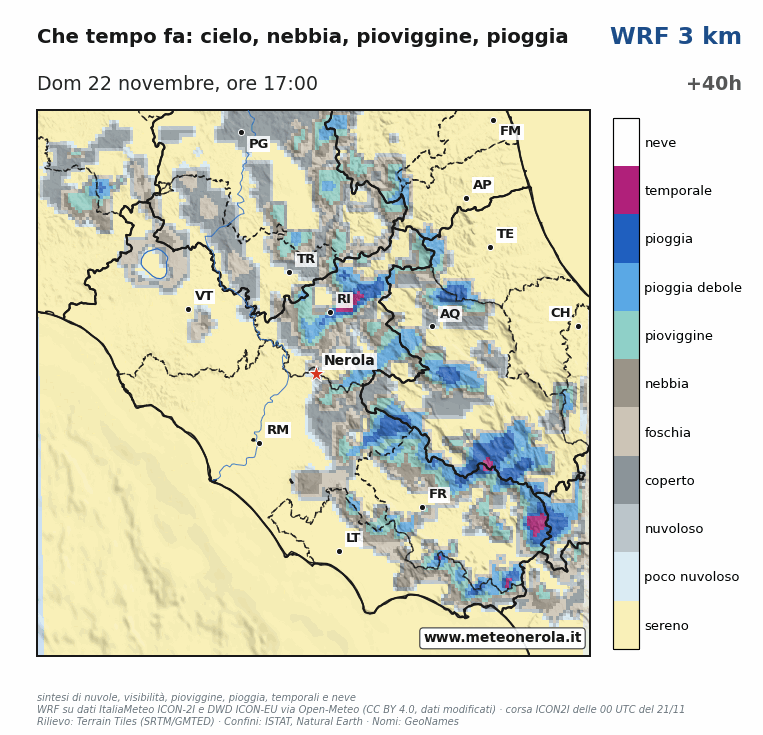 Che tempo fa: cielo, nebbia, pioviggine, pioggia
WRF 3 km
Dom 22 novembre, ore 17:00
+40h
FM
PG
AP
TE
TR
VT
RI
AQ
CH
Nerola
RM
FR
LT
www.meteonerola.it
neve
temporale
pioggia
pioggia debole
pioviggine
nebbia
foschia
coperto
nuvoloso
poco nuvoloso
sereno
sintesi di nuvole, visibilità, pioviggine, pioggia, temporali e neve
WRF su dati ItaliaMeteo ICON-2I e DWD ICON-EU via Open-Meteo (CC BY 4.0, dati modificati) · corsa ICON2I delle 00 UTC del 21/11
Rilievo: Terrain Tiles (SRTM/GMTED) · Confini: ISTAT, Natural Earth · Nomi: GeoNames